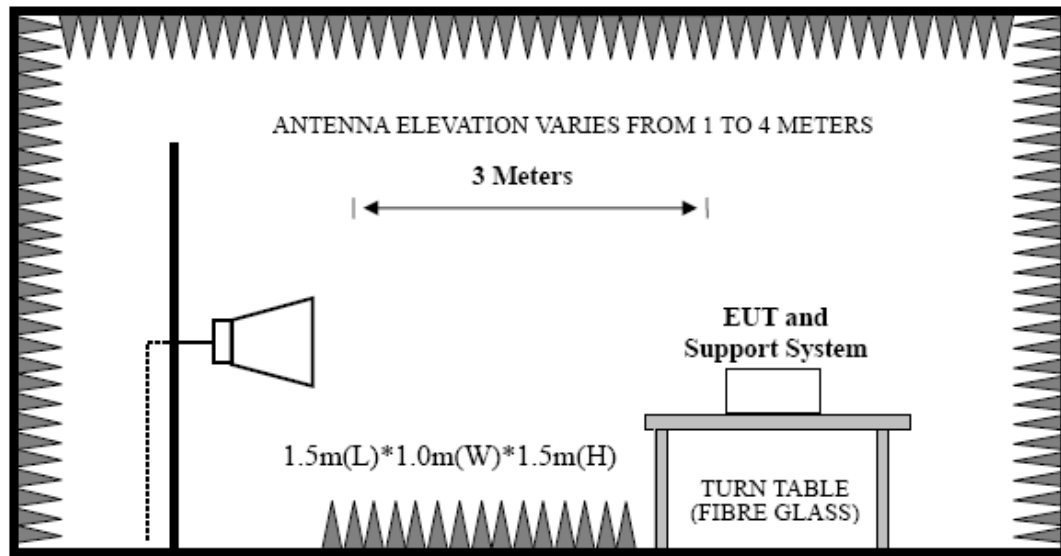 ANTENNA ELEVATION VARIES FROM 1 TO 4 METERS
3 Meters
EUT and
Support System
1.5m(L)*1.0m(W)*1.5m(H)
TURN TABLE
(FIBRE GLASS)